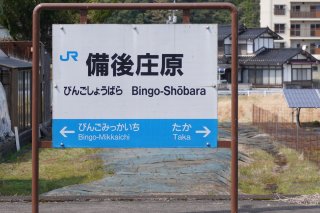 JR
備後庄原
びんごしょうばら Bingo-Shōbara
← びんごみっかいち たか →
Bingo-Mikkaichi Taka